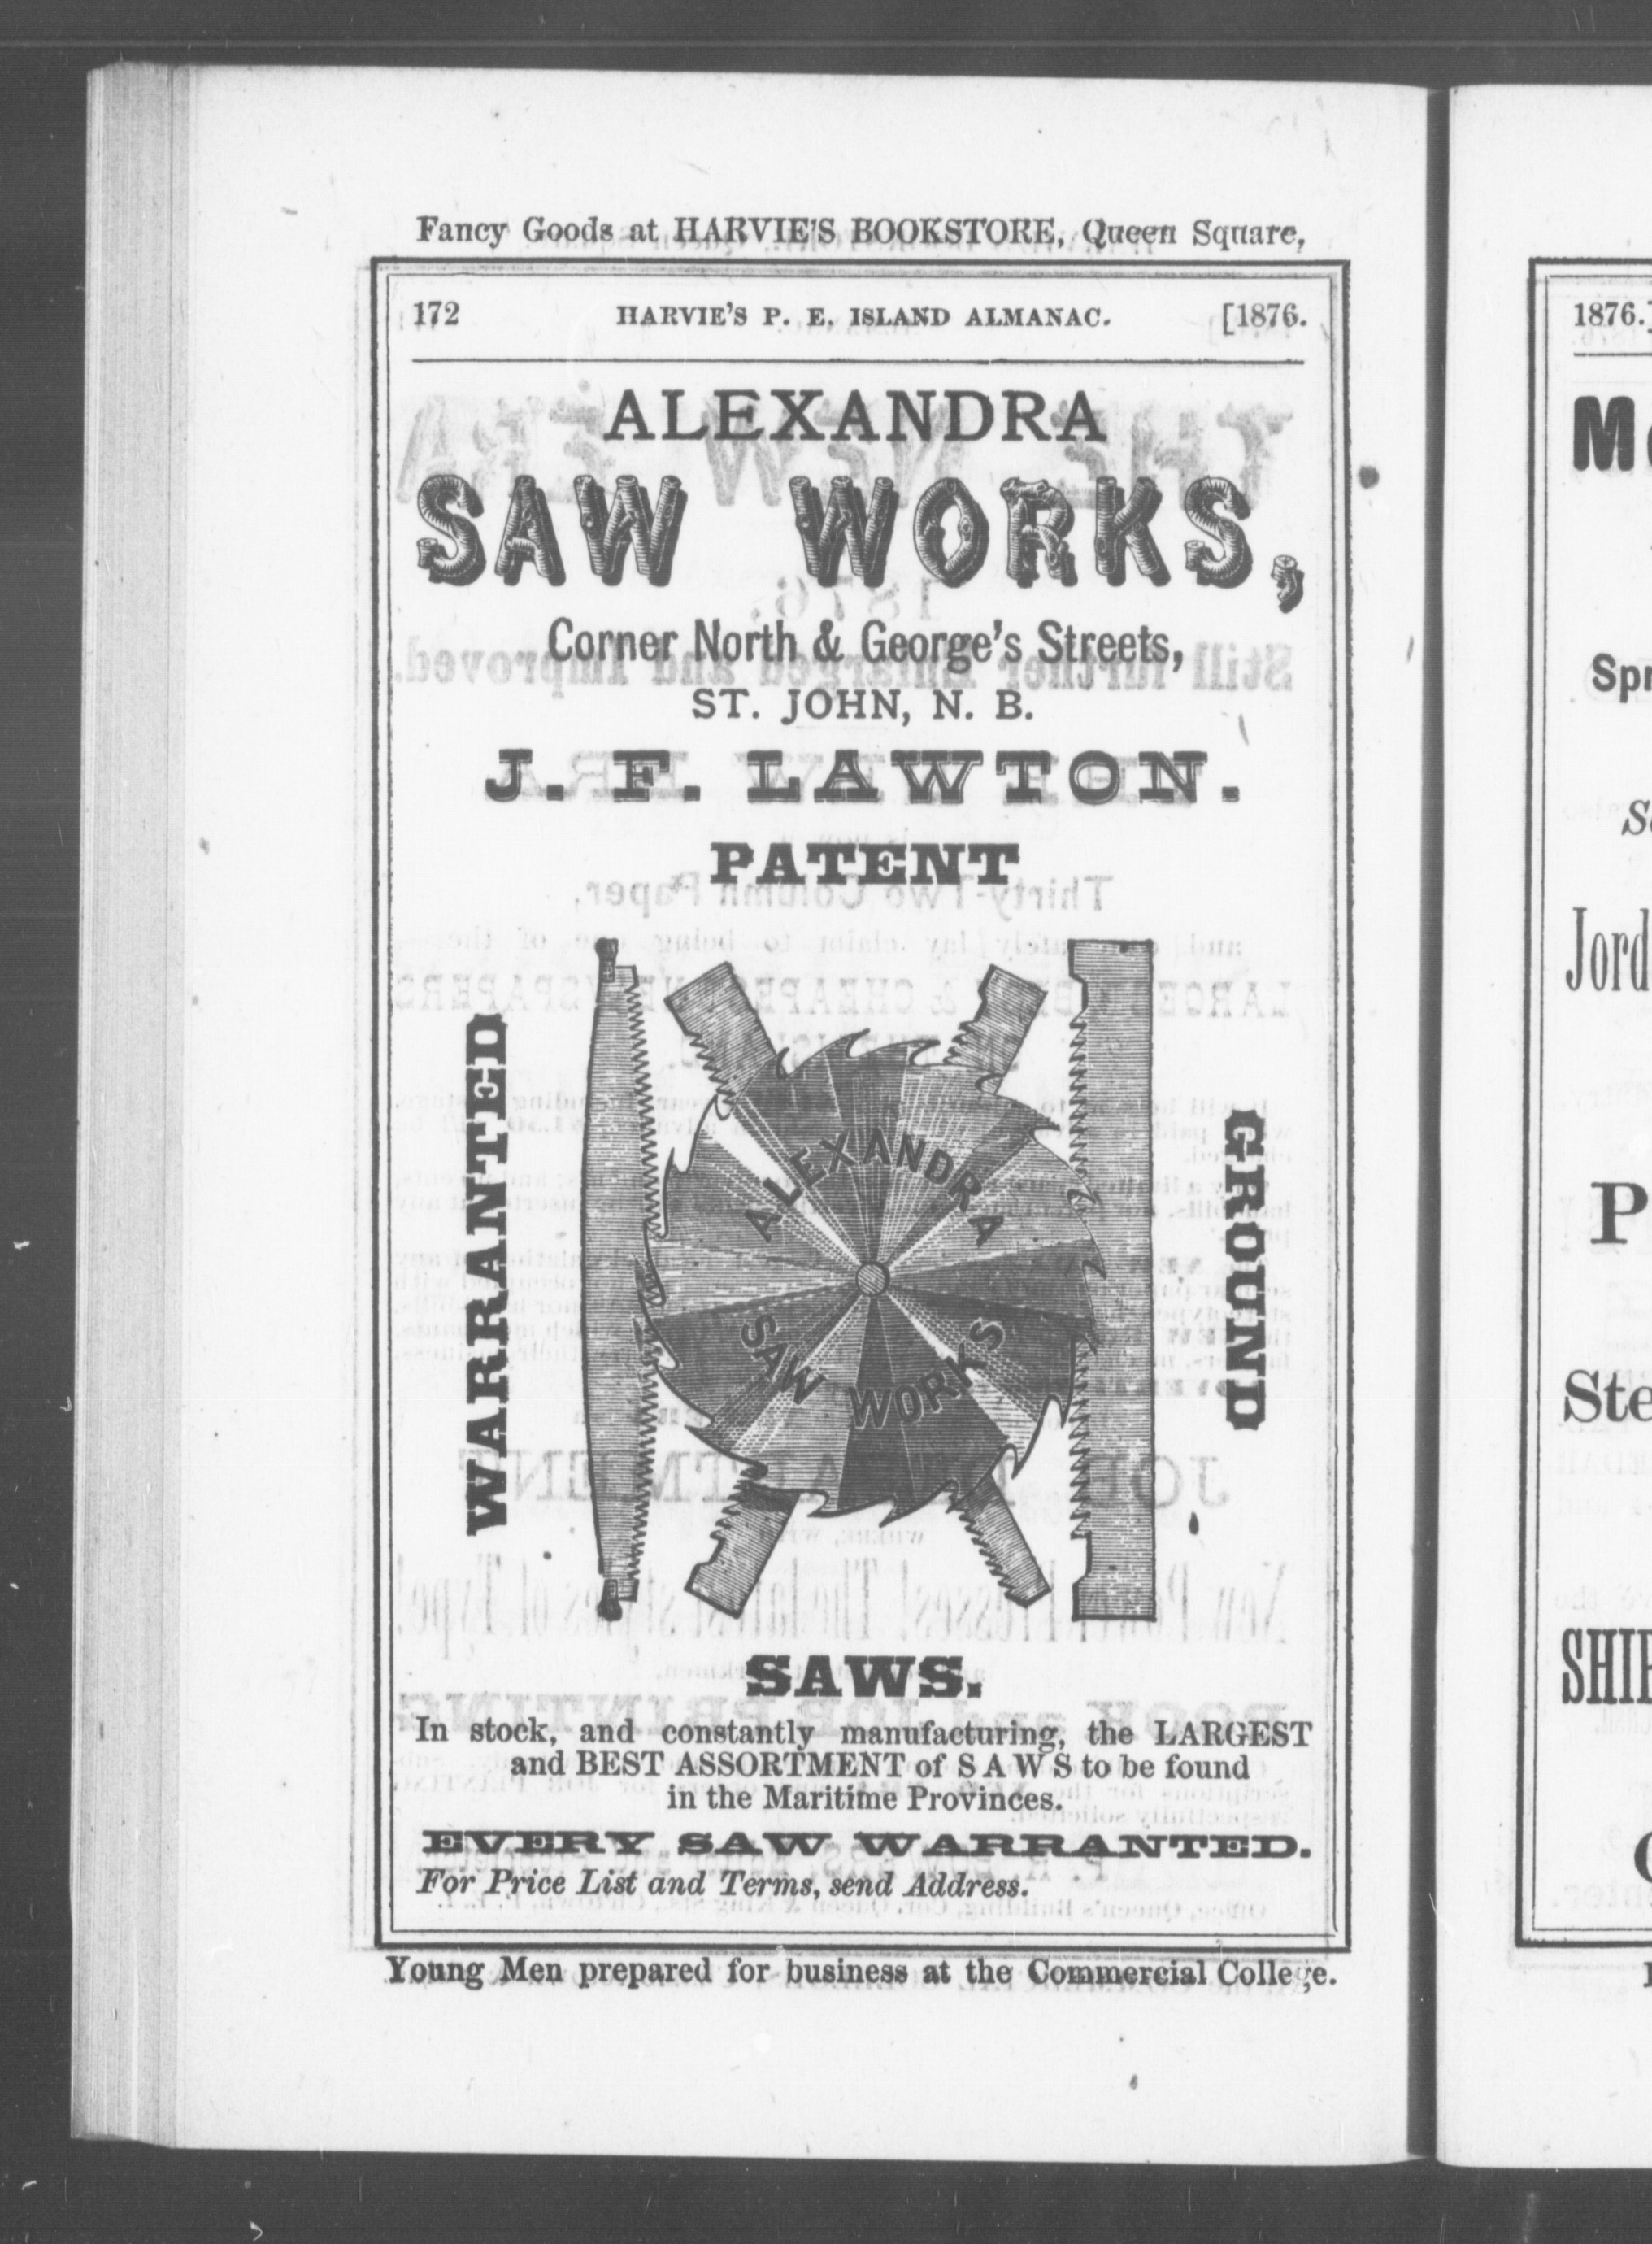 Fancy Goods at HARVIE'S BOOKSTORE, Queen Square,
172 HARVIE'S P. E. ISLAND ALMANAC. [1876.
ALEXANDRA
SAW WORKS,
Corner North & George's Streets,
ST. JOHN, N. B.
J. F. LAWTON.
PATENT
WARRANTED
ALEXANDRA
SAW WORKS
GROUND
SAWS.
In stock, and constantly manufacturing, the LARGEST
and BEST ASSORTMENT of S A W S to be found
in the Maritime Provinces.
EVERY SAW WARRANTED.
For Price List and Terms, send Address.
Young Men prepared for business at the Commercial College.
1876.]
Jord
Ste